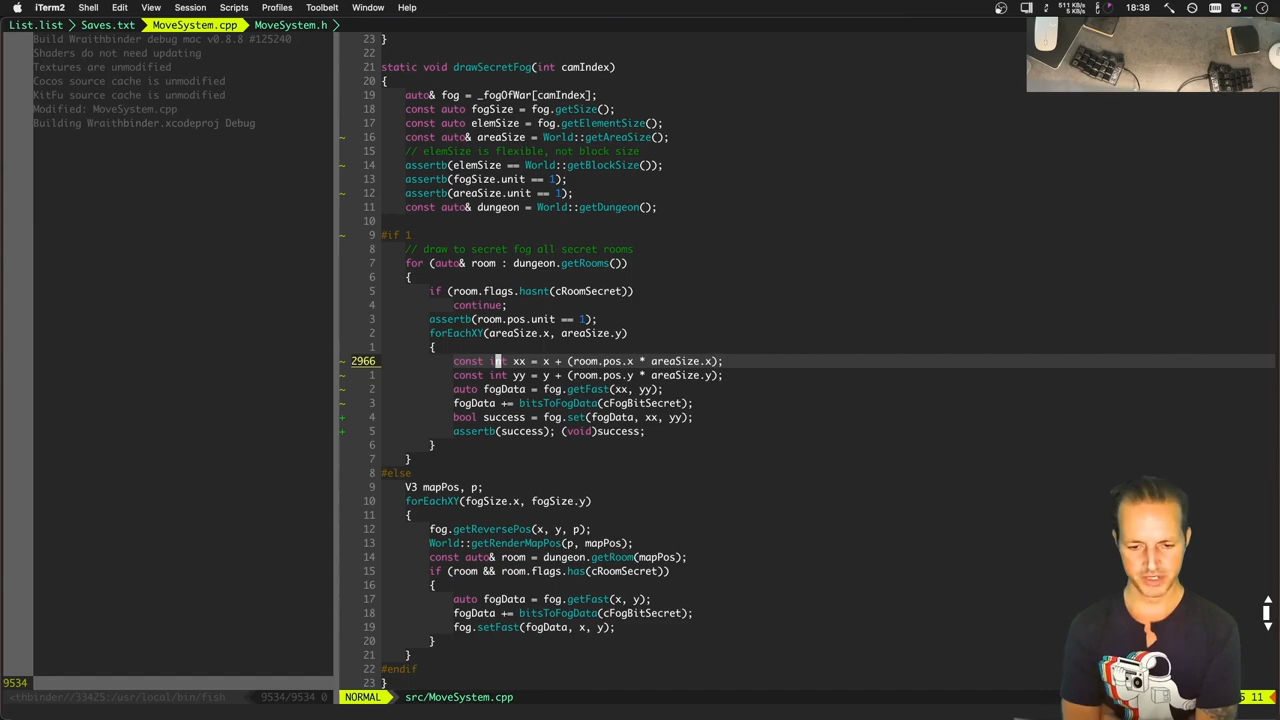 iTerm2 Shell Edit View Session Scripts Profiles Toolbelt Window Help 511 KB/s 5 KB/s 18:38
List.list Saves.txt MoveSystem.cpp MoveSystem.h
Build Wraithbinder debug mac v0.8.8 #125240
Shaders do not need updating
Textures are unmodified
Cocos source cache is unmodified
KitFu source cache is unmodified
Modified: MoveSystem.cpp
Building Wraithbinder.xcodeproj Debug
9534
<thbinder//33425:/usr/local/bin/fish 9534/9534 0
23 }
22
21 static void drawSecretFog(int camIndex)
20 {
19 auto& fog = _fogOfWar[camIndex];
18 const auto fogSize = fog.getSize();
17 const auto elemSize = fog.getElementSize();
~ 16 const auto& areaSize = World::getAreaSize();
15 // elemSize is flexible, not block size
~ 14 assertb(elemSize == World::getBlockSize());
13 assertb(fogSize.unit == 1);
~ 12 assertb(areaSize.unit == 1);
11 const auto& dungeon = World::getDungeon();
10
~ 9 #if 1
8 // draw to secret fog all secret rooms
7 for (auto& room : dungeon.getRooms())
6 {
5 if (room.flags.hasnt(cRoomSecret))
4 continue;
3 assertb(room.pos.unit == 1);
2 forEachXY(areaSize.x, areaSize.y)
1 {
~ 2966 const int xx = x + (room.pos.x * areaSize.x);
~ 1 const int yy = y + (room.pos.y * areaSize.y);
~ 2 auto fogData = fog.getFast(xx, yy);
~ 3 fogData += bitsToFogData(cFogBitSecret);
+ 4 bool success = fog.set(fogData, xx, yy);
+ 5 assertb(success); (void)success;
6 }
7 }
8 #else
9 V3 mapPos, p;
10 forEachXY(fogSize.x, fogSize.y)
11 {
12 fog.getReversePos(x, y, p);
13 World::getRenderMapPos(p, mapPos);
14 const auto& room = dungeon.getRoom(mapPos);
15 if (room && room.flags.has(cRoomSecret))
16 {
17 auto fogData = fog.getFast(x, y);
18 fogData += bitsToFogData(cFogBitSecret);
19 fog.setFast(fogData, x, y);
20 }
21 }
22 #endif
23 }
NORMAL src/MoveSystem.cpp 11